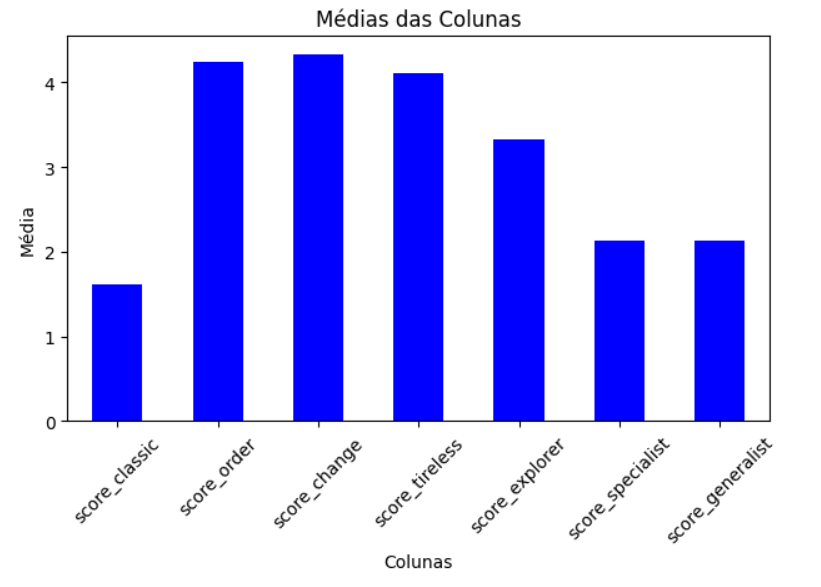 Médias das Colunas
Média
4
3
2
1
0
score_classic
score_order
score_change
score_tireless
score_explorer
score_specialist
score_generalist
Colunas